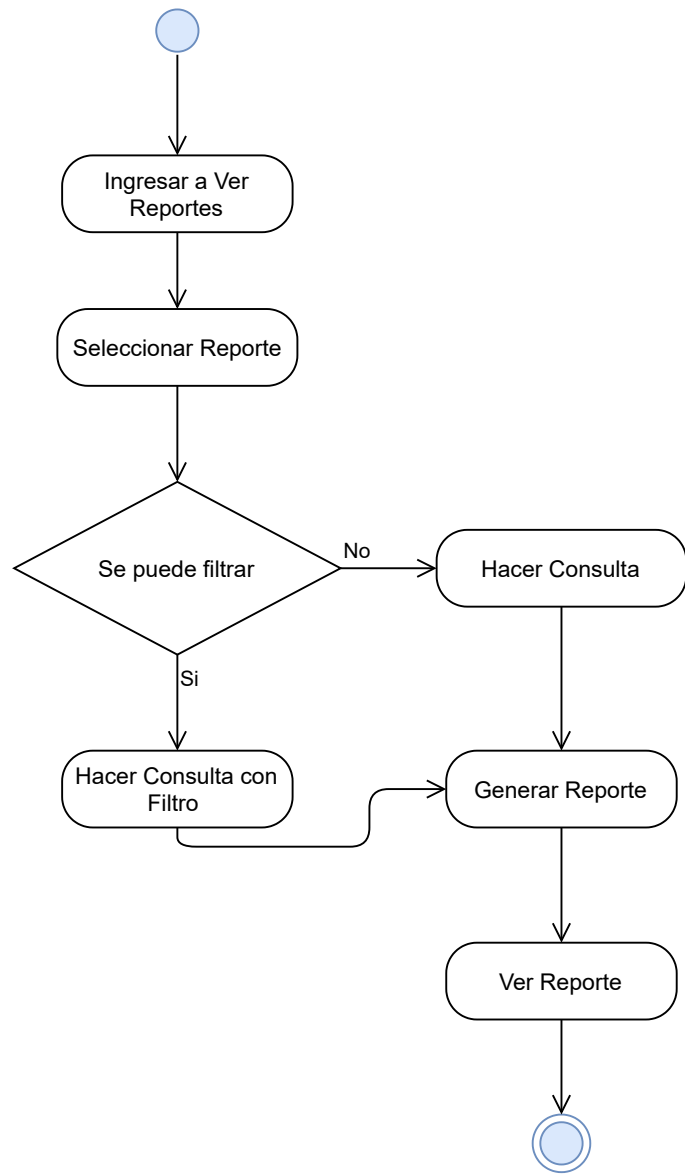 Ingresar a Ver
Reportes
Seleccionar Reporte
Se puede filtrar
No
Hacer Consulta
Si
Hacer Consulta con
Filtro
Generar Reporte
Ver Reporte